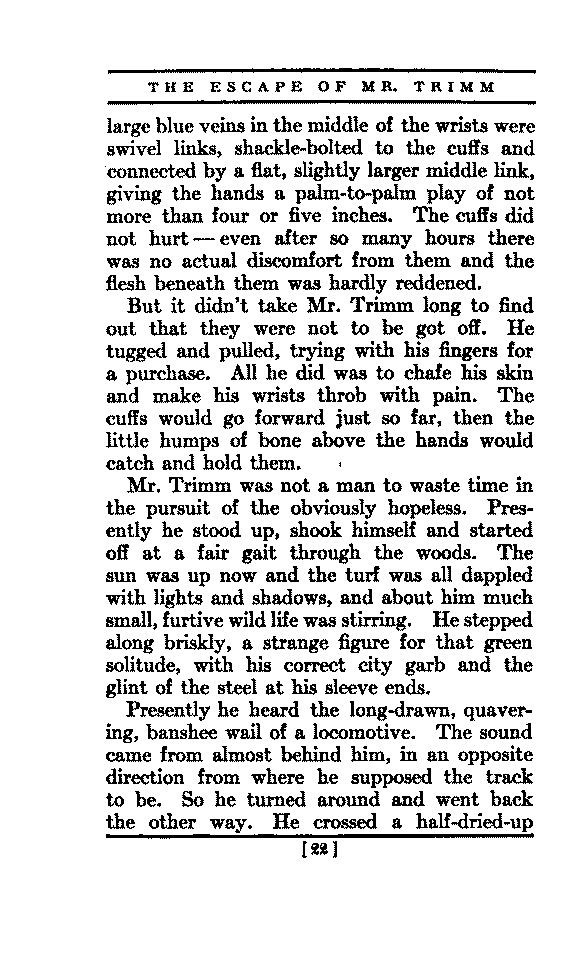 THE ESCAPE OF MR. TRIMM
large blue veins in the middle of the wrists were
swivel links, shackle-bolted to the cuffs and
connected by a flat, slightly larger middle link,
giving the hands a palm-to-palm play of not
more than four or five inches. The cuffs did
not hurt — even after so many hours there
was no actual discomfort from them and the
flesh beneath them was hardly reddened.
But it didn't take Mr. Trimm long to find
out that they were not to be got off. He
tugged and pulled, trying with his fingers for
a purchase. All he did was to chafe his skin
and make his wrists throb with pain. The
cuffs would go forward just so far, then the
little humps of bone above the hands would
catch and hold them.
Mr. Trimm was not a man to waste time in
the pursuit of the obviously hopeless. Pres-
ently he stood up, shook himself and started
off at a fair gait through the woods. The
sun was up now and the turf was all dappled
with lights and shadows, and about him much
small, furtive wild life was stirring. He stepped
along briskly, a strange figure for that green
solitude, with his correct city garb and the
glint of the steel at his sleeve ends.
Presently he heard the long-drawn, quaver-
ing, banshee wail of a locomotive. The sound
came from almost behind him, in an opposite
direction from where he supposed the track
to be. So he turned around and went back
the other way. He crossed a half-dried-up
[22]